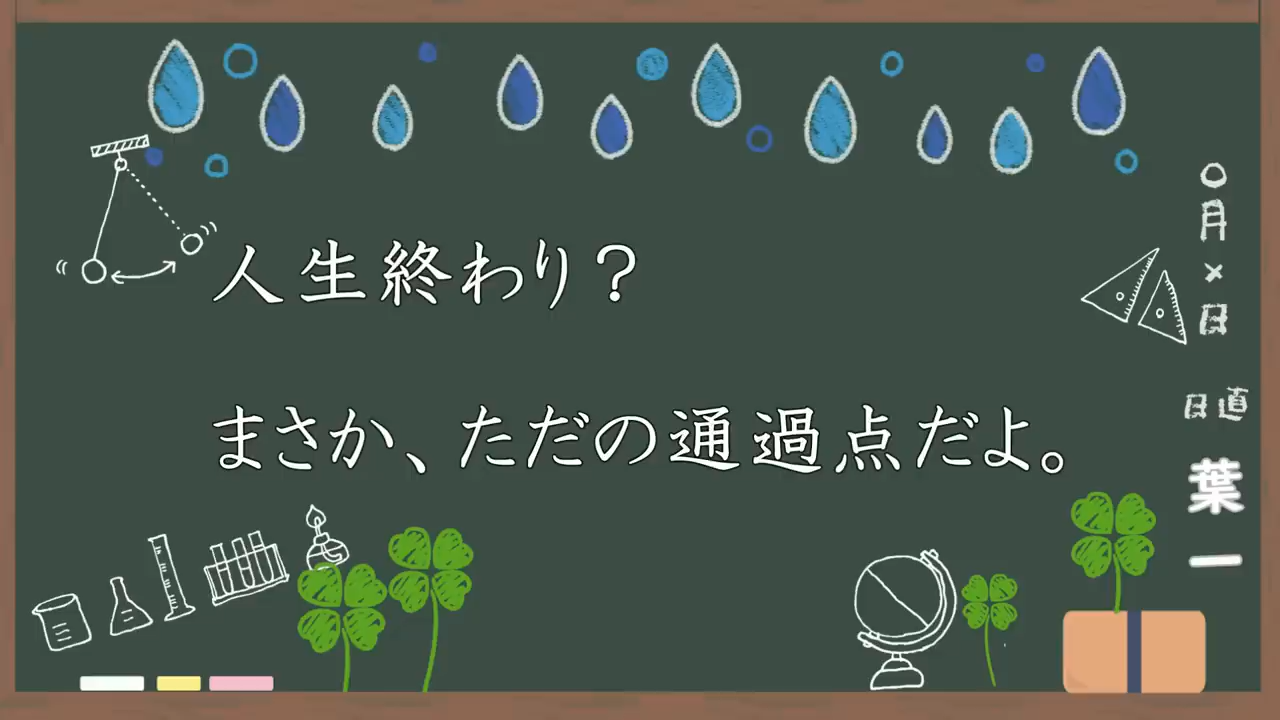 人生終わり？
まさか、ただの通過点だよ。
〇月×日
日直
葉一